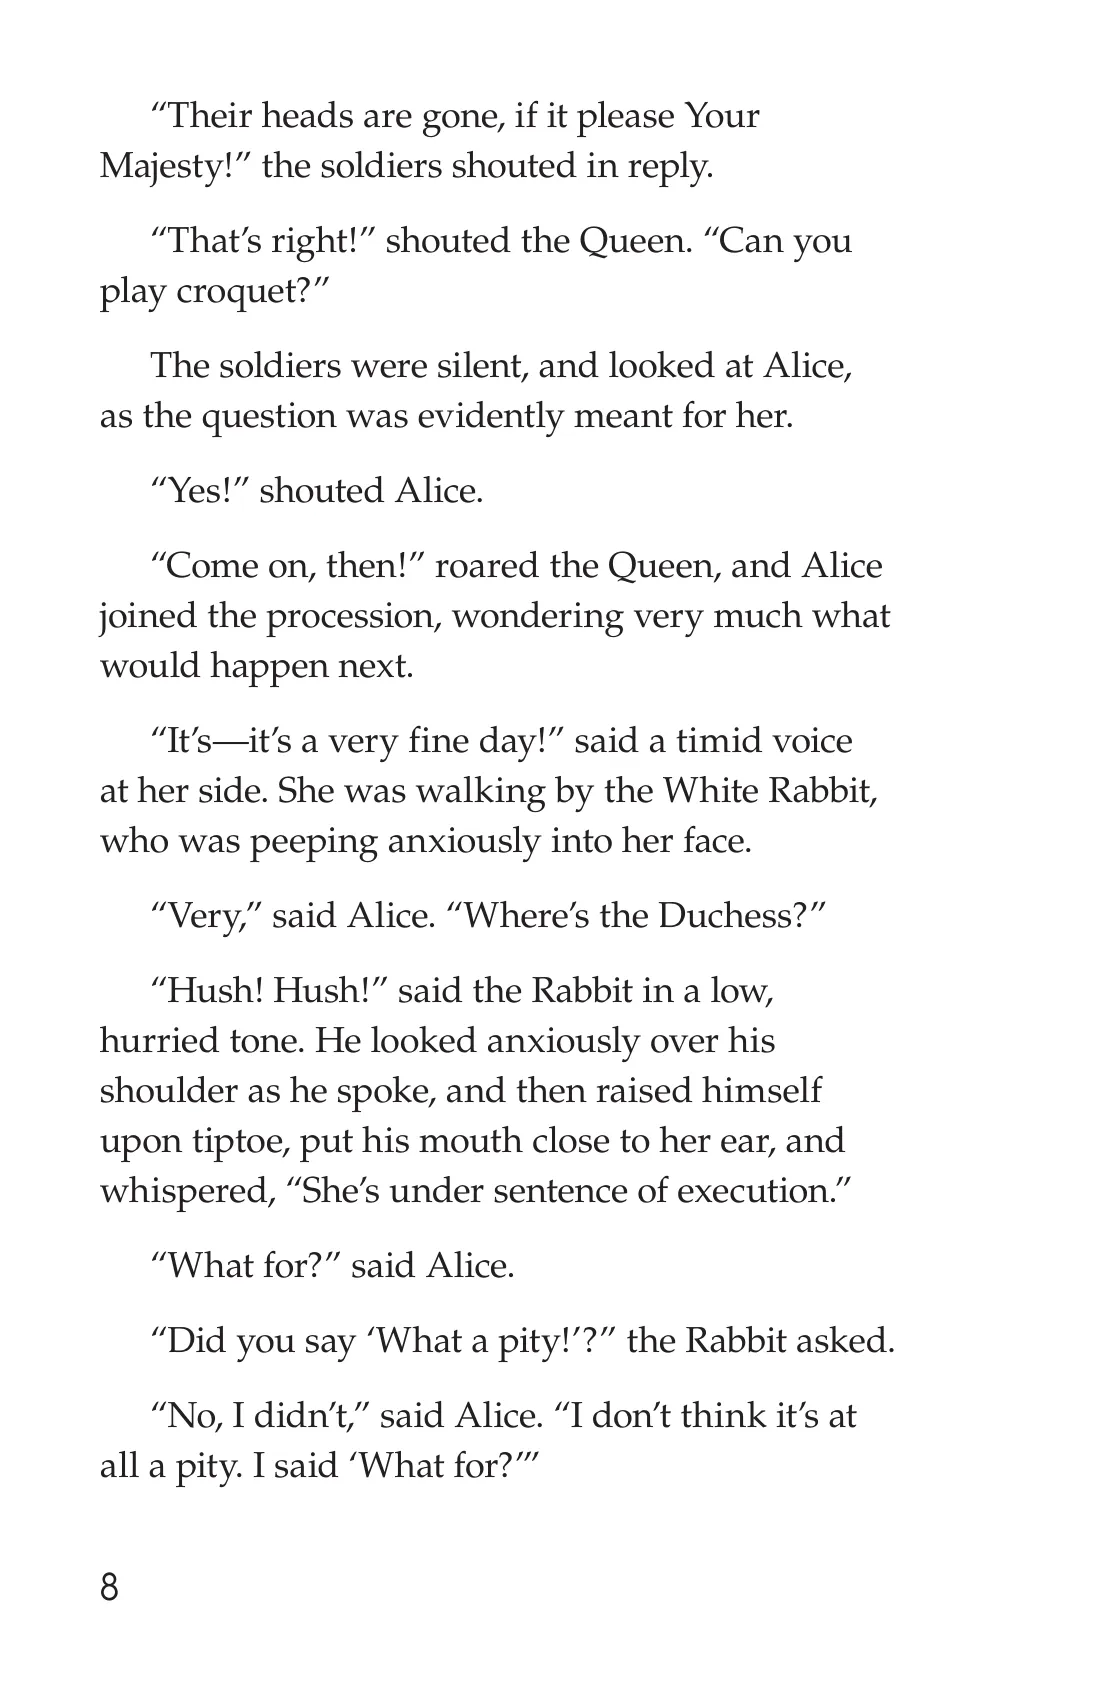 “Their heads are gone, if it please Your
Majesty!” the soldiers shouted in reply.
“That’s right!” shouted the Queen. “Can you
play croquet?”
The soldiers were silent, and looked at Alice,
as the question was evidently meant for her.
“Yes!” shouted Alice.
“Come on, then!” roared the Queen, and Alice
joined the procession, wondering very much what
would happen next.
“It’s—it’s a very fine day!” said a timid voice
at her side. She was walking by the White Rabbit,
who was peeping anxiously into her face.
“Very,” said Alice. “Where’s the Duchess?”
“Hush! Hush!” said the Rabbit in a low,
hurried tone. He looked anxiously over his
shoulder as he spoke, and then raised himself
upon tiptoe, put his mouth close to her ear, and
whispered, “She’s under sentence of execution.”
“What for?” said Alice.
“Did you say ‘What a pity!’?” the Rabbit asked.
“No, I didn’t,” said Alice. “I don’t think it’s at
all a pity. I said ‘What for?’”
8